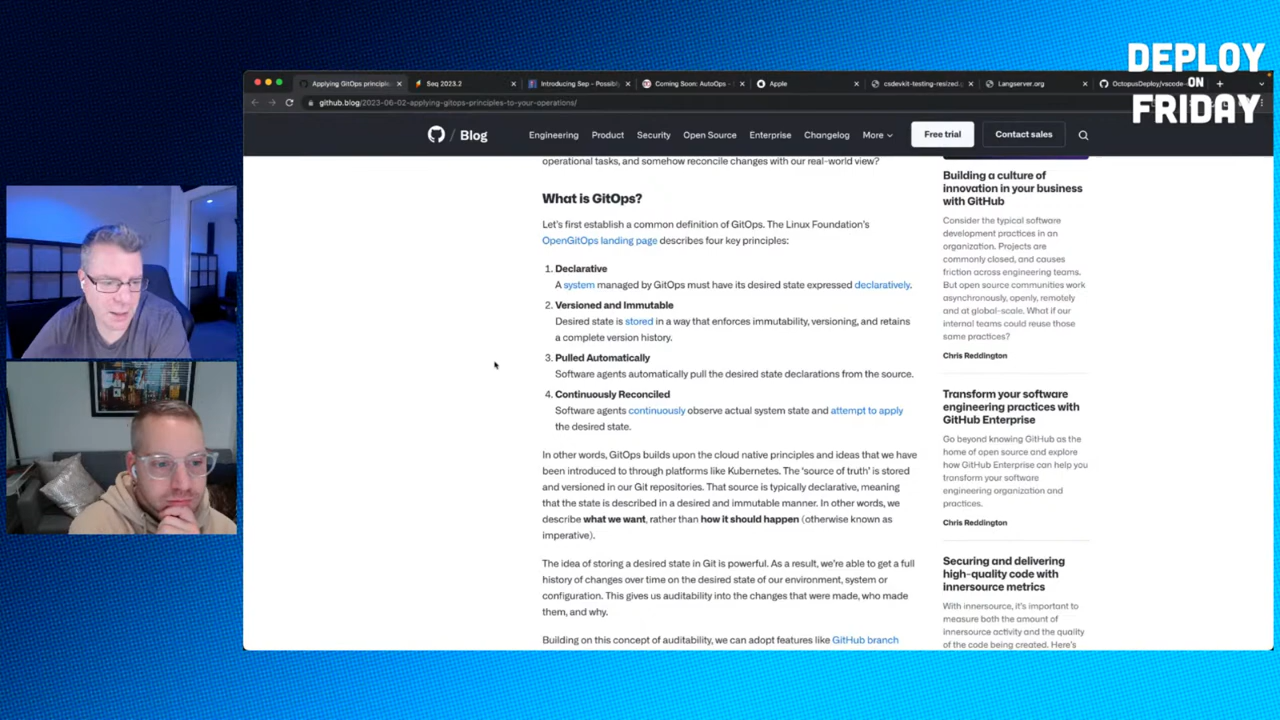 DEPLOY
ON
FRIDAY
Applying GitOps principle
Seq 2023.2
Introducing Sep - Possibl
Coming Soon: AutoOps -
Apple
csdevkit-testing-resized.g
Langserver.org
OctopusDeploy/vscode-
github.blog/2023-06-02-applying-gitops-principles-to-your-operations/
Blog
Engineering Product Security Open Source Enterprise Changelog More
Free trial
Contact sales
operational tasks, and somehow reconcile changes with our real-world view?
What is GitOps?
Let's first establish a common definition of GitOps. The Linux Foundation's
OpenGitOps landing page describes four key principles:
1. Declarative
A system managed by GitOps must have its desired state expressed declaratively.
2. Versioned and Immutable
Desired state is stored in a way that enforces immutability, versioning, and retains
a complete version history.
3. Pulled Automatically
Software agents automatically pull the desired state declarations from the source.
4. Continuously Reconciled
Software agents continuously observe actual system state and attempt to apply
the desired state.
In other words, GitOps builds upon the cloud native principles and ideas that we have
been introduced to through platforms like Kubernetes. The 'source of truth' is stored
and versioned in our Git repositories. That source is typically declarative, meaning
that the state is described in a desired and immutable manner. In other words, we
describe what we want, rather than how it should happen (otherwise known as
imperative).
The idea of storing a desired state in Git is powerful. As a result, we're able to get a full
history of changes over time on the desired state of our environment, system or
configuration. This gives us auditability into the changes that were made, who made
them, and why.
Building on this concept of auditability, we can adopt features like GitHub branch
Building a culture of
innovation in your business
with GitHub
Consider the typical software
development practices in an
organization. Projects are
commonly closed, and causes
friction across engineering teams.
But open source communities work
asynchronously, openly, remotely
and at global-scale. What if our
internal teams could reuse those
same practices?
Chris Reddington
Transform your software
engineering practices with
GitHub Enterprise
Go beyond knowing GitHub as the
home of open source and explore
how GitHub Enterprise can help you
transform your software
engineering organization and
practices.
Chris Reddington
Securing and delivering
high-quality code with
innersource metrics
With innersource, it's important to
measure both the amount of
innersource activity and the quality
of the code being created. Here's